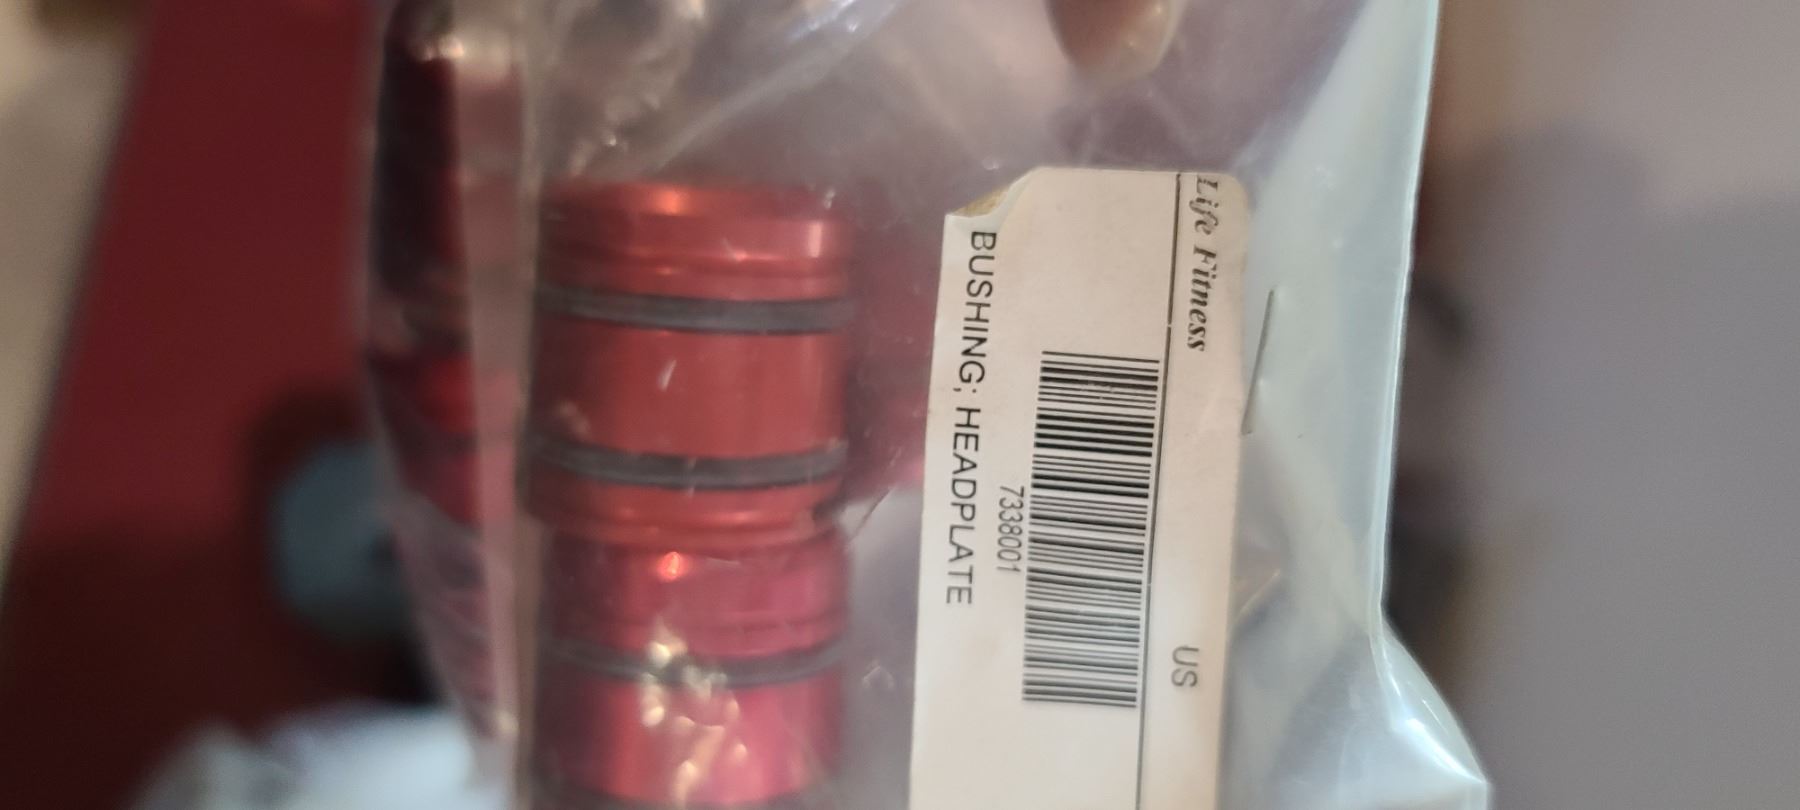 Life Fitness
US
7338001
BUSHING; HEADPLATE